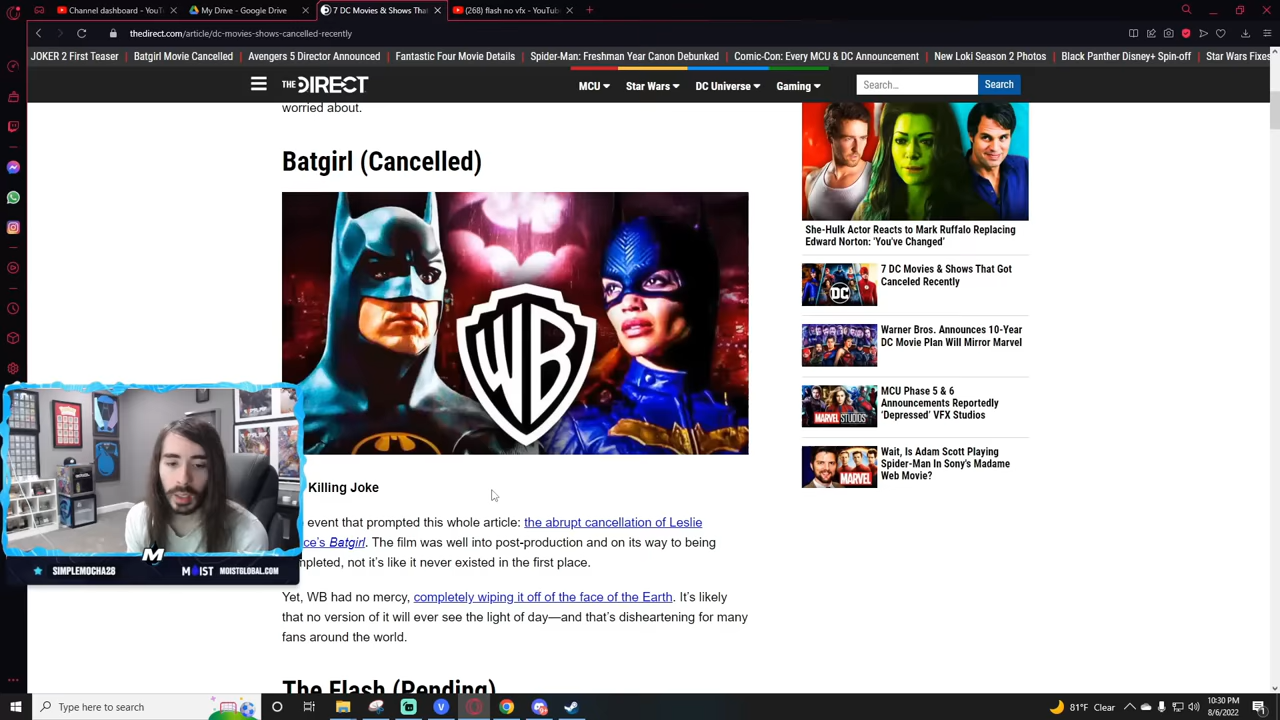 Channel dashboard - YouTube
My Drive - Goo
7 DC Movies & Shows Tha
(268) flash - YouTub
thedirect.com/article/dc-movies-shows-cancelled-recently
JOKER 2 First Teaser | Batgirl Movie Cancelled | Avengers 5 Director Announced | Fantastic Four Movie Details | Spider-Man: Freshman Year Canon Debunked | Comic-Con: Every MCU & DC Announcement | New Loki Season 2 Photos | Black Panther Disney+ Spin-off | Star Wars Fixes
THE DIRECT
MCU
Star Wars
DC Universe
Gaming
Search...
Search
worried about.
Batgirl (Cancelled)
WB
Killing Joke
event that prompted this whole article: the abrupt cancellation of Leslie
ce's Batgirl. The film was well into post-production and on its way to being
mpleted, not it's like it never existed in the first place.
Yet, WB had no mercy, completely wiping it off of the face of the Earth. It's likely
that no version of it will ever see the light of day—and that's disheartening for many
fans around the world.
The Flash (Pending)
She-Hulk Actor Reacts to Mark Ruffalo Replacing
Edward Norton: 'You've Changed'
DC
7 DC Movies & Shows That Got
Canceled Recently
Warner Bros. Announces 10-Year
DC Movie Plan Will Mirror Marvel
MARVEL STUDIOS
MCU Phase 5 & 6
Announcements Reportedly
'Depressed' VFX Studios
MARVEL
Wait, Is Adam Scott Playing
Spider-Man In Sony's Madame
Web Movie?
M
SIMPLEMOCHA28
MOIST
MOISTGLOBAL.COM
Type here to search
81°F Clear
10:30 PM
8/6/2022